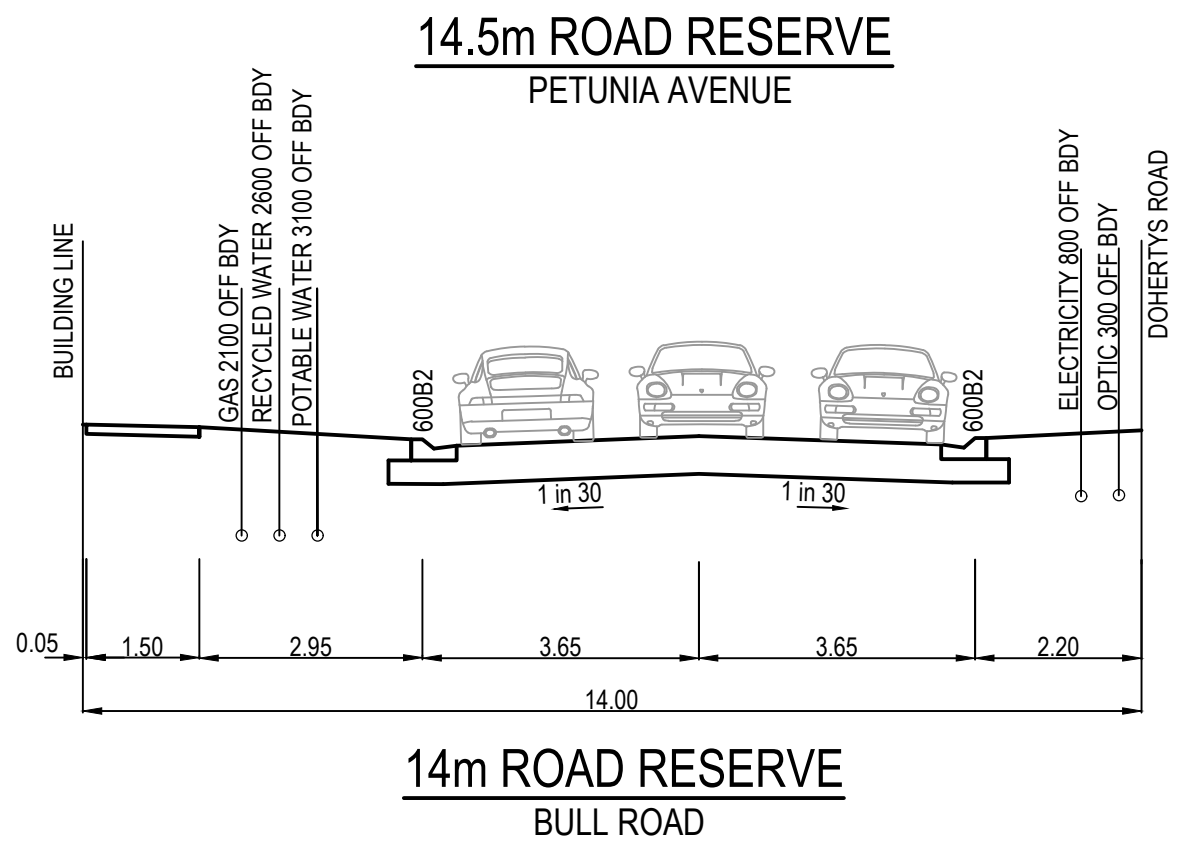 14.5m ROAD RESERVE
PETUNIA AVENUE
BUILDING LINE
GAS 2100 OFF BDY
RECYCLED WATER 2600 OFF BDY
POTABLE WATER 3100 OFF BDY
600B2
600B2
ELECTRICITY 800 OFF BDY
OPTIC 300 OFF BDY
DOHERTYS ROAD
1 in 30
1 in 30
0.05
1.50
2.95
3.65
3.65
2.20
14.00
14m ROAD RESERVE
BULL ROAD